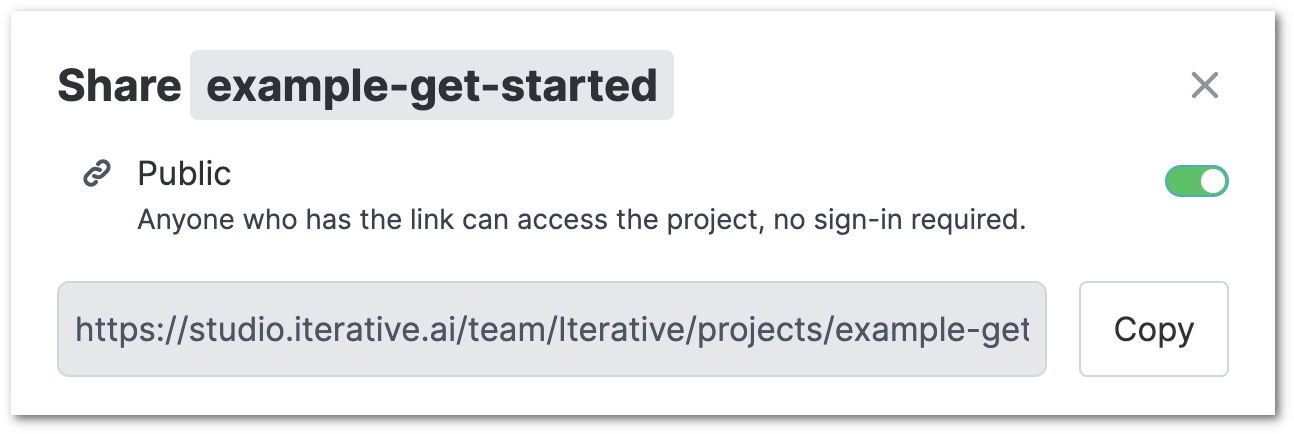 Share example-get-started
Public
Anyone who has the link can access the project, no sign-in required.
https://studio.iterative.ai/team/Iterative/projects/example-get
Copy